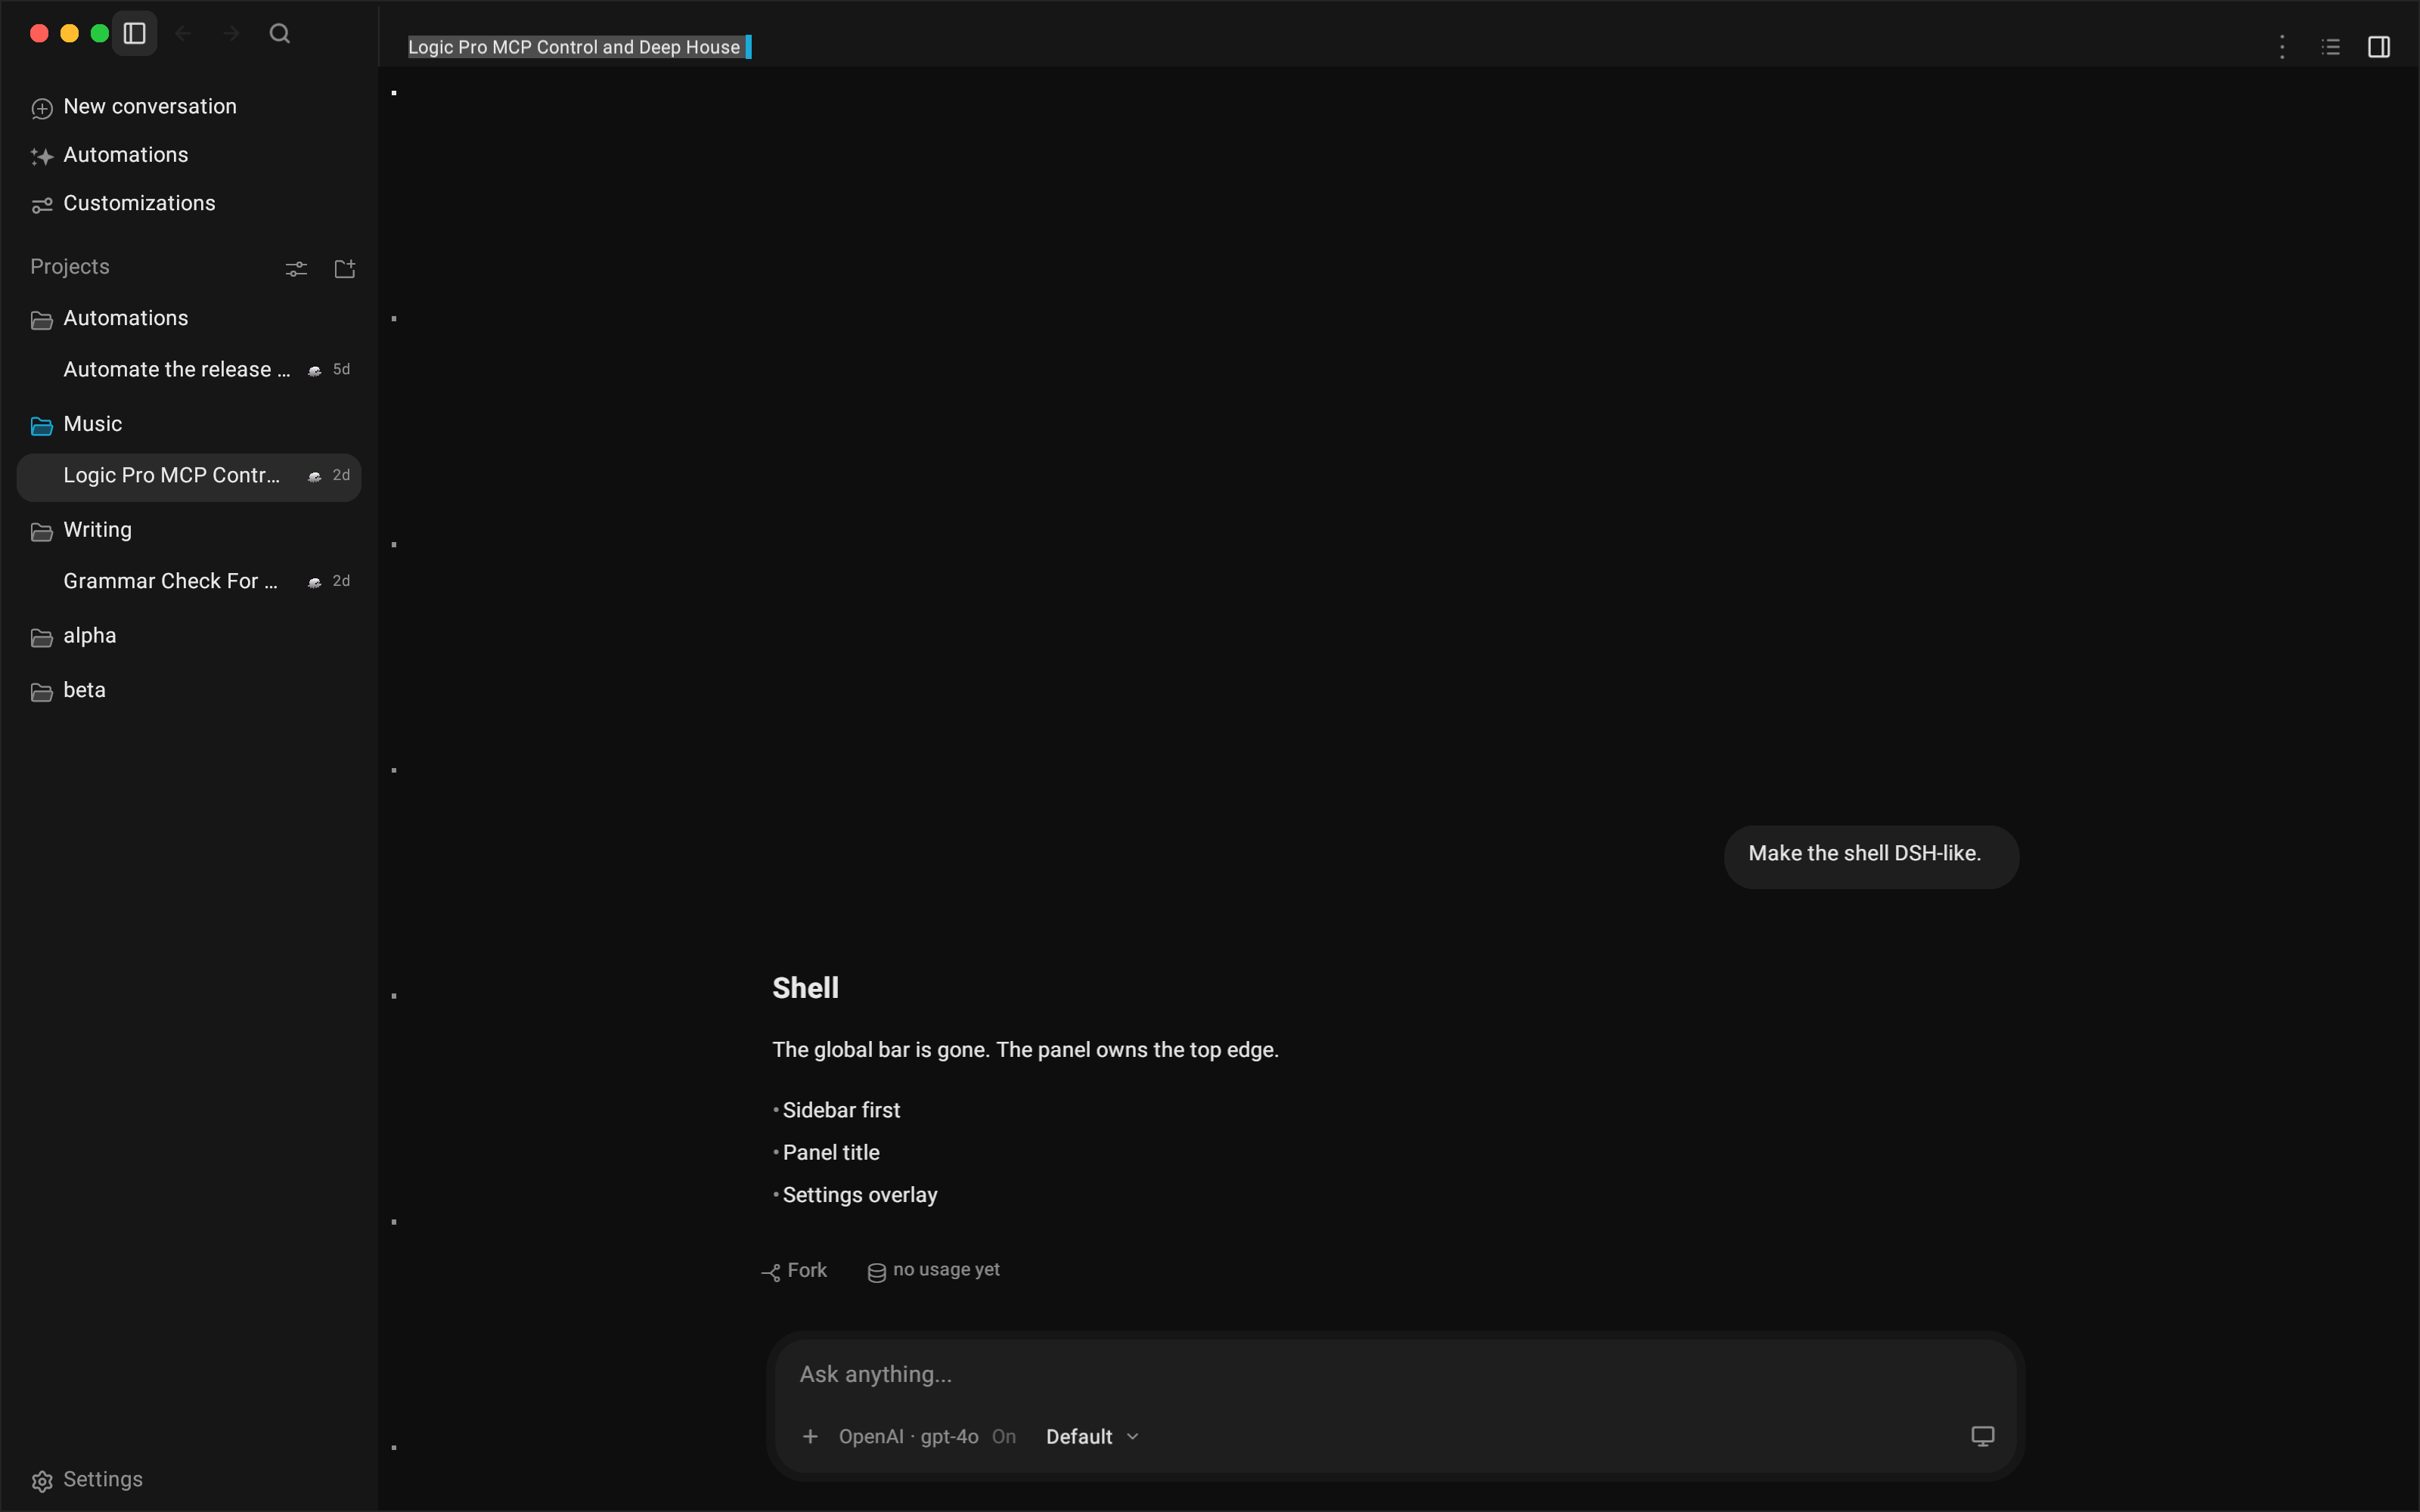 Logic Pro MCP Control and Deep House
New conversation
Automations
Customizations
Projects
Automations
Automate the release ... 5d
Music
Logic Pro MCP Contr... 2d
Writing
Grammar Check For ... 2d
alpha
beta
Settings
Make the shell DSH-like.
Shell
The global bar is gone. The panel owns the top edge.
• Sidebar first
• Panel title
• Settings overlay
Fork no usage yet
Ask anything...
+ OpenAI · gpt-4o On Default